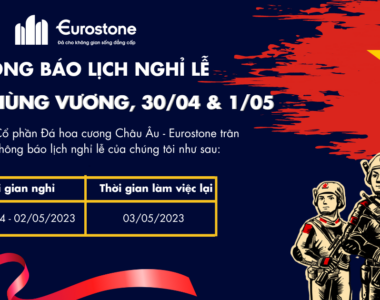 Eurostone
Đá cho không gian sống đẳng cấp
ÔNG BÁO LỊCH NGHỈ LỄ
HÙNG VƯƠNG, 30/04 & 1/05
Cổ phần Đá hoa cương Châu Âu - Eurostone trân
hông báo lịch nghỉ lễ của chúng tôi như sau:
i gian nghỉ Thời gian làm việc lại
4 - 02/05/2023 03/05/2023